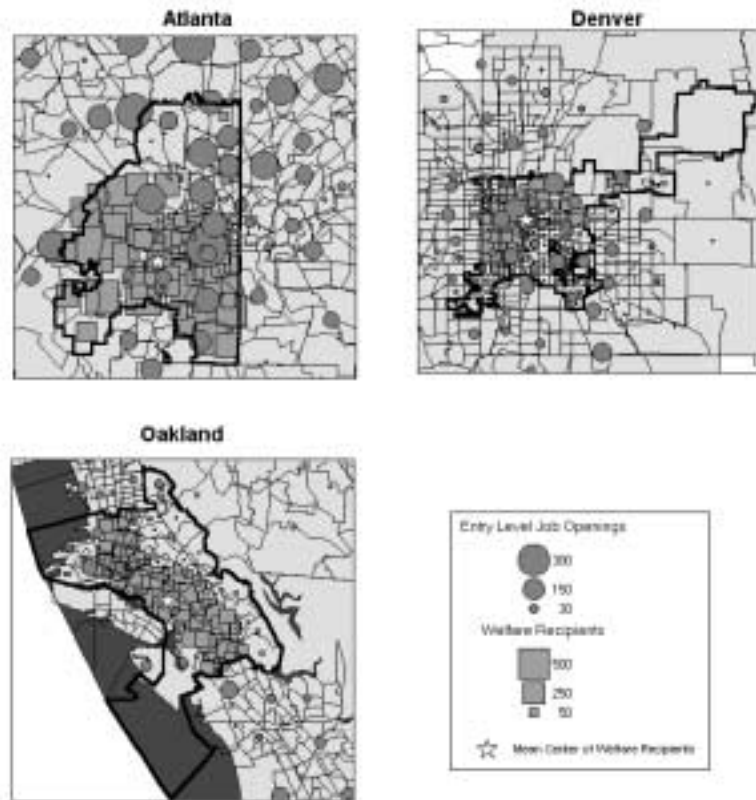 Atlanta
Denver
Oakland
Entry Level Job Openings
300
150
30
Welfare Recipients
500
250
50
Mean Center of Welfare Recipients